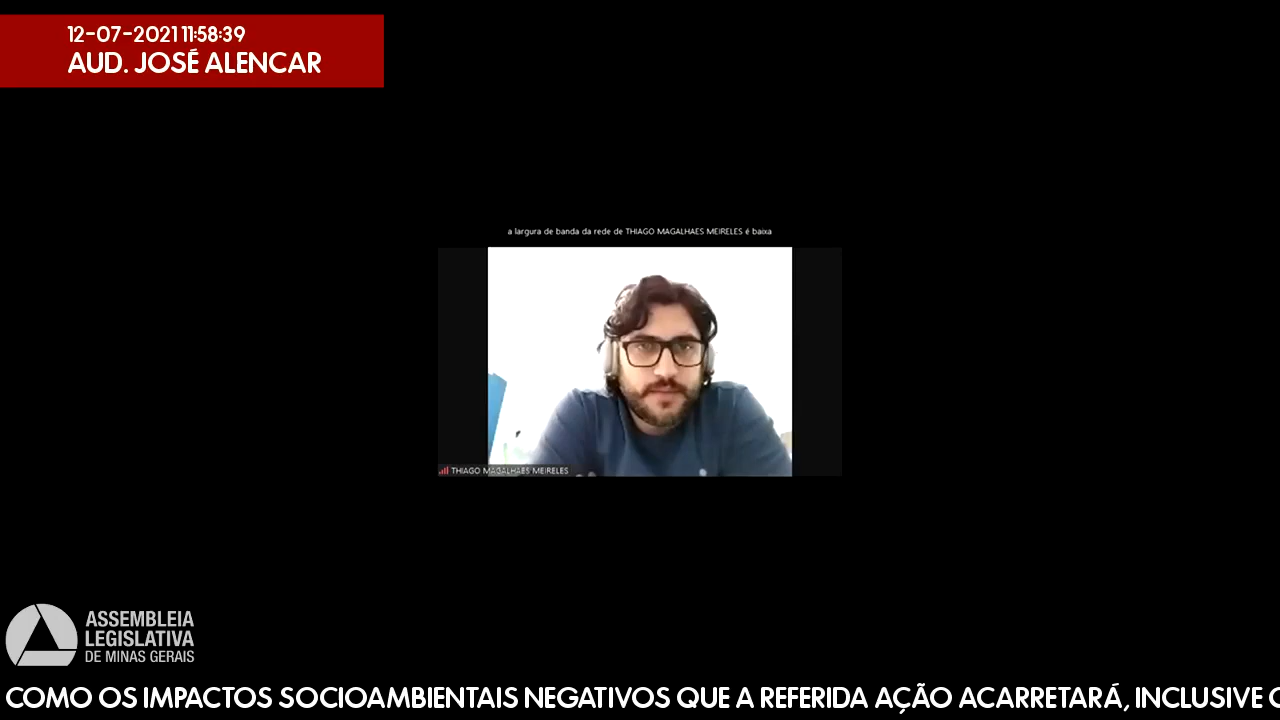 12-07-2021 11:58:39
AUD. JOSÉ ALENCAR
a largura de banda da rede de THIAGO MAGALHAES MEIRELES é baixa
THIAGO MAGALHAES MEIRELES
ASSEMBLEIA
LEGISLATIVA
DE MINAS GERAIS
COMO OS IMPACTOS SOCIOAMBIENTAIS NEGATIVOS QUE A REFERIDA AÇÃO ACARRETARÁ, INCLUSIVE